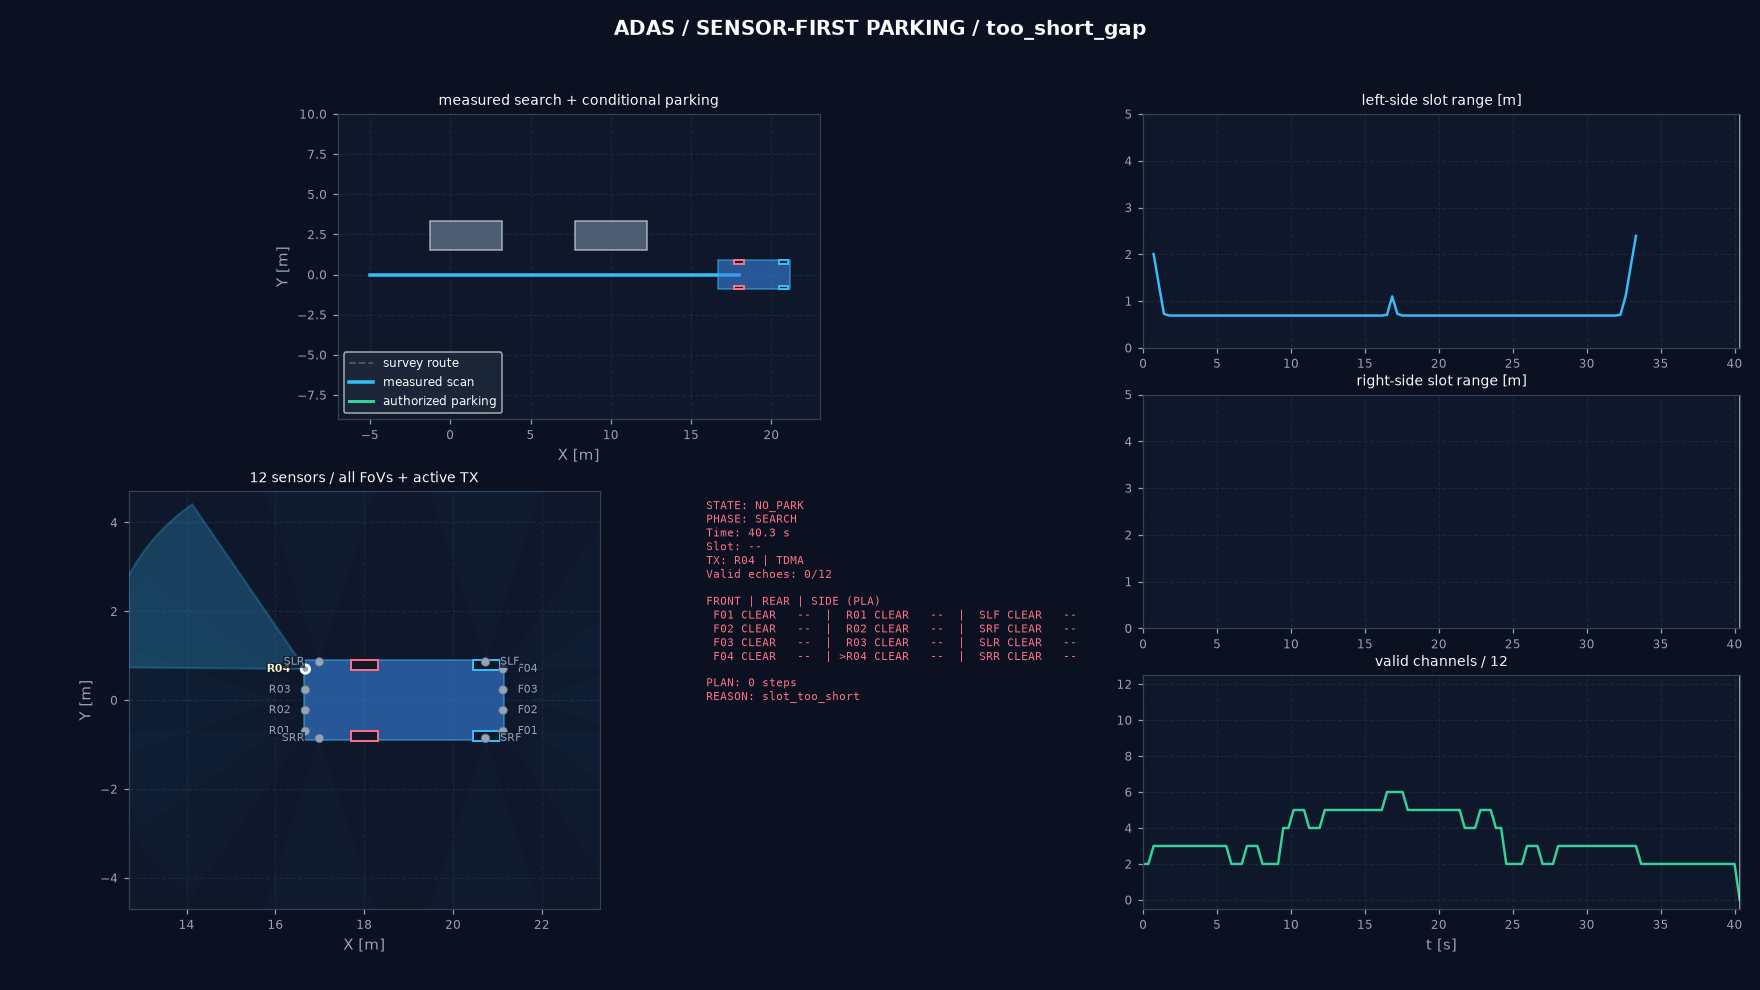 ADAS / SENSOR-FIRST PARKING / too_short_gap
measured search + conditional parking
10.0
7.5
5.0
2.5
0.0
−2.5
−5.0
−7.5
Y [m]
survey route
measured scan
authorized parking
−5 0 5 10 15 20
X [m]
left-side slot range [m]
5
4
3
2
1
0
0 5 10 15 20 25 30 35 40
right-side slot range [m]
5
4
3
2
1
0
0 5 10 15 20 25 30 35 40
12 sensors / all FoVs + active TX
4
2
0
−2
−4
Y [m]
SLR SLF
R04 F04
R03 F03
R02 F02
R01 F01
SRR SRF
14 16 18 20 22
X [m]
STATE: NO_PARK
PHASE: SEARCH
Time: 40.3 s
Slot: --
TX: R04 | TDMA
Valid echoes: 0/12
FRONT | REAR | SIDE (PLA)
F01 CLEAR -- | R01 CLEAR -- | SLF CLEAR --
F02 CLEAR -- | R02 CLEAR -- | SRF CLEAR --
F03 CLEAR -- | R03 CLEAR -- | SLR CLEAR --
F04 CLEAR -- | >R04 CLEAR -- | SRR CLEAR --
PLAN: 0 steps
REASON: slot_too_short
valid channels / 12
12
10
8
6
4
2
0
0 5 10 15 20 25 30 35 40
t [s]